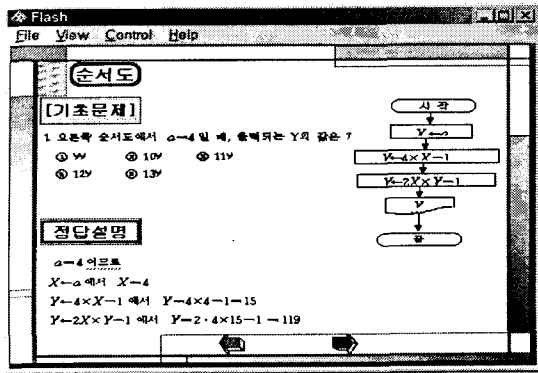 Flash
File View Control Help
순서도
[기초문제]
1. 오른쪽 순서도에서 a=4일 때, 출력되는 Y의 값은?
① 99 ② 109 ③ 119
④ 129 ⑤ 139
시작
Y←4×X−1
Y←2X×Y−1
Y
끝
정답설명
a=4 이므로
X←a 에서 X=4
Y←4×X−1 에서 Y=4×4−1=15
Y←2X×Y−1 에서 Y=2·4×15−1=119